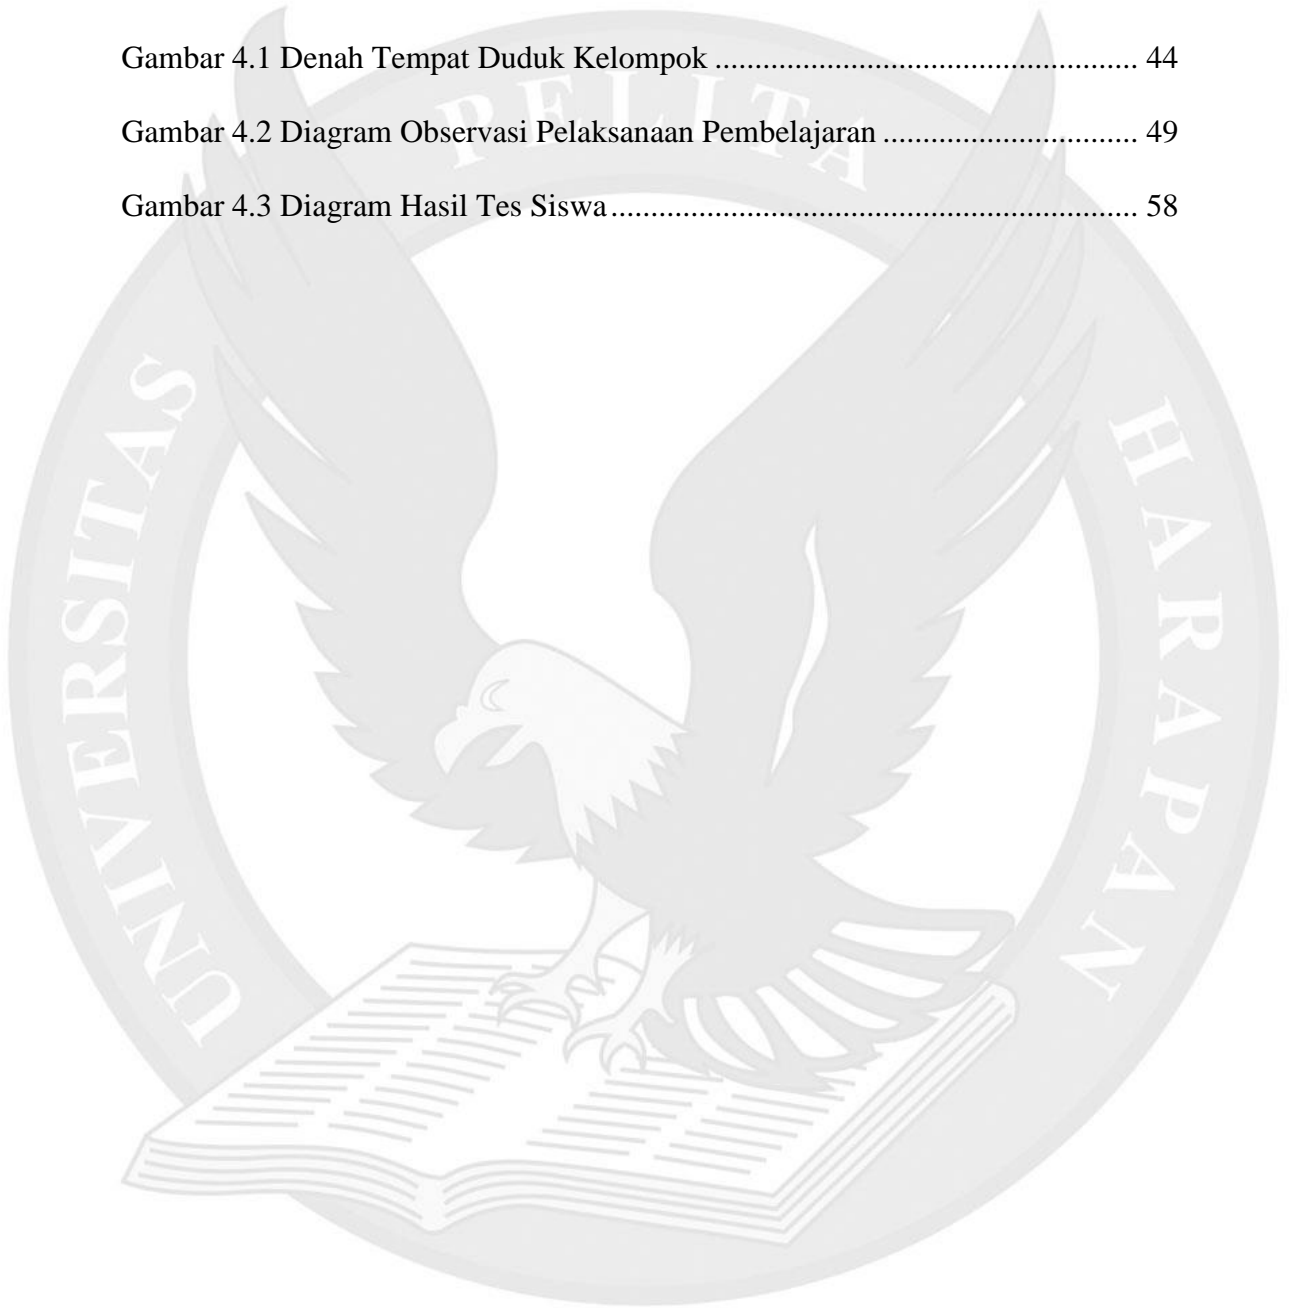 Gambar 4.1 Denah Tempat Duduk Kelompok ..................................................... 44
Gambar 4.2 Diagram Observasi Pelaksanaan Pembelajaran ................................ 49
Gambar 4.3 Diagram Hasil Tes Siswa .................................................................. 58
UNIVERSITAS PELITA HARAPAN